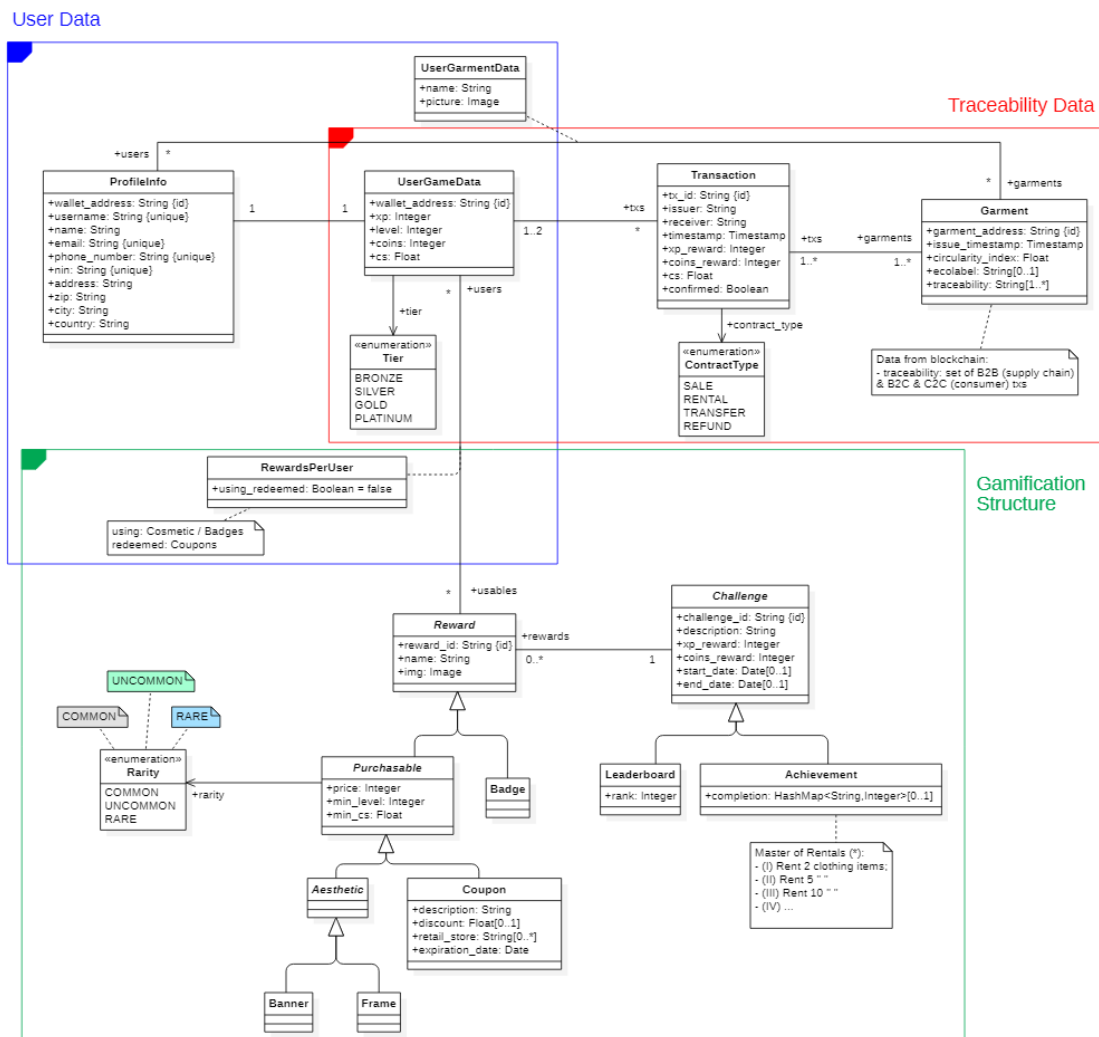 User Data
UserGarmentData
+name: String
+picture: Image
Traceability Data
+users
*
ProfileInfo
+wallet_address: String {id}
+username: String {unique}
+name: String
+email: String {unique}
+phone_number: String {unique}
+nin: String {unique}
+address: String
+zip: String
+city: String
+country: String
1
1
UserGameData
+wallet_address: String {id}
+xp: Integer
+level: Integer
+coins: Integer
+cs: Float
1..2
+txs
*
Transaction
+tx_id: String {id}
+issuer: String
+receiver: String
+timestamp: Timestamp
+xp_reward: Integer
+coins_reward: Integer
+cs: Float
+confirmed: Boolean
+txs
1..*
+garments
1..*
*
+garments
Garment
+garment_address: String {id}
+issue_timestamp: Timestamp
+circularity_index: Float
+ecolabel: String[0..1]
+traceability: String[1..*]
*
+users
+tier
«enumeration»
Tier
BRONZE
SILVER
GOLD
PLATINUM
+contract_type
«enumeration»
ContractType
SALE
RENTAL
TRANSFER
REFUND
Data from blockchain:
- traceability: set of B2B (supply chain)
& B2C & C2C (consumer) txs
RewardsPerUser
+using_redeemed: Boolean = false
using: Cosmetic / Badges
redeemed: Coupons
Gamification
Structure
*
+usables
Reward
+reward_id: String {id}
+name: String
+img: Image
+rewards
0..*
1
Challenge
+challenge_id: String {id}
+description: String
+xp_reward: Integer
+coins_reward: Integer
+start_date: Date[0..1]
+end_date: Date[0..1]
UNCOMMON
COMMON
RARE
«enumeration»
Rarity
COMMON
UNCOMMON
RARE
+rarity
Purchasable
+price: Integer
+min_level: Integer
+min_cs: Float
Badge
Leaderboard
+rank: Integer
Achievement
+completion: HashMap<String,Integer>[0..1]
Master of Rentals (*):
- (I) Rent 2 clothing items;
- (II) Rent 5 " "
- (III) Rent 10 " "
- (IV) ...
Aesthetic
Coupon
+description: String
+discount: Float[0..1]
+retail_store: String[0..*]
+expiration_date: Date
Banner
Frame